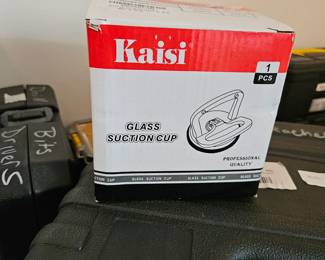 Kaisi
1
PCS
GLASS
SUCTION CUP
PROFESSIONAL
QUALITY
GLASS SUCTION CUP
GLASS SUCTION CUP
Bits
Drivers